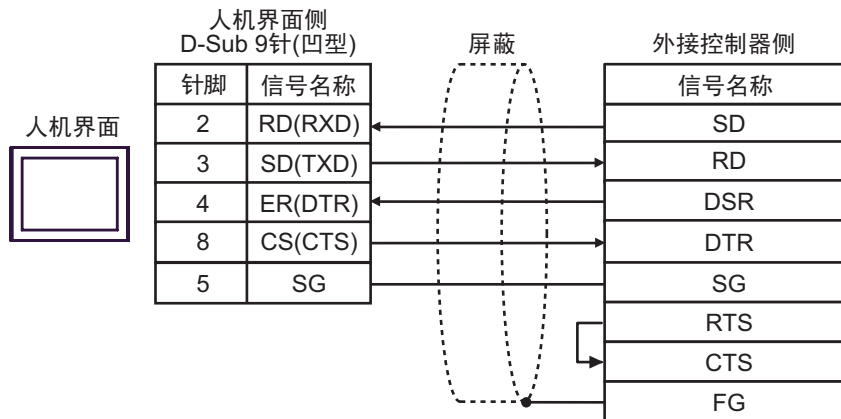 人机界面侧
D-Sub 9针(凹型)
屏蔽
外接控制器侧
针脚 信号名称
信号名称
人机界面
2 RD(RXD) SD
3 SD(TXD) RD
4 ER(DTR) DSR
8 CS(CTS) DTR
5 SG SG
RTS
CTS
FG